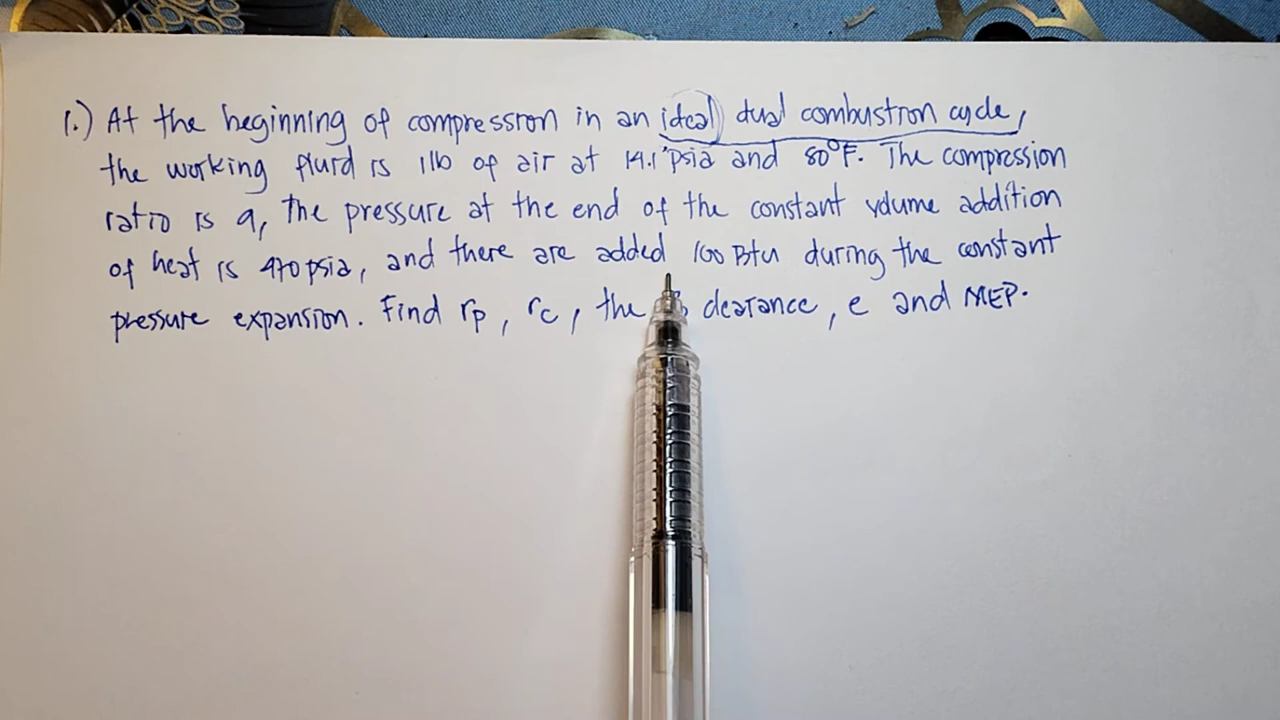 1.) At the beginning of compression in an ideal dual combustion cycle,
the working fluid is 1 lb of air at 14.1 psia and 80°F. The compression
ratio is 9, the pressure at the end of the constant volume addition
of heat is 470 psia, and there are added 100 Btu during the constant
pressure expansion. Find rp, rc, the clearance, e and MEP.